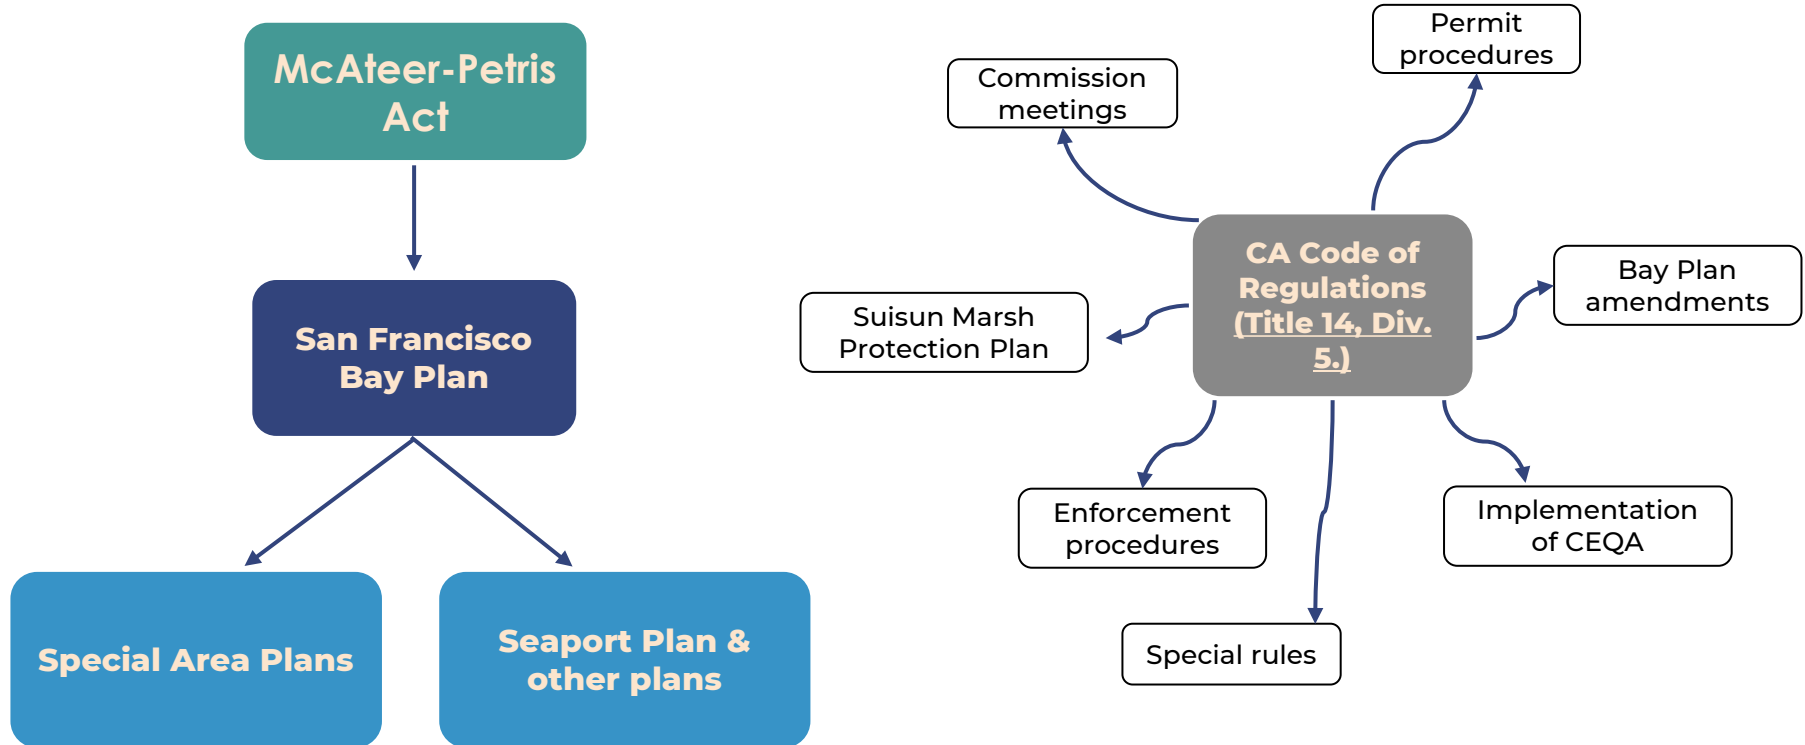 McAteer-Petris
Act
San Francisco
Bay Plan
Special Area Plans
Seaport Plan &
other plans
Permit
procedures
Commission
meetings
CA Code of
Regulations
(Title 14, Div.
5.)
Bay Plan
amendments
Suisun Marsh
Protection Plan
Enforcement
procedures
Implementation
of CEQA
Special rules